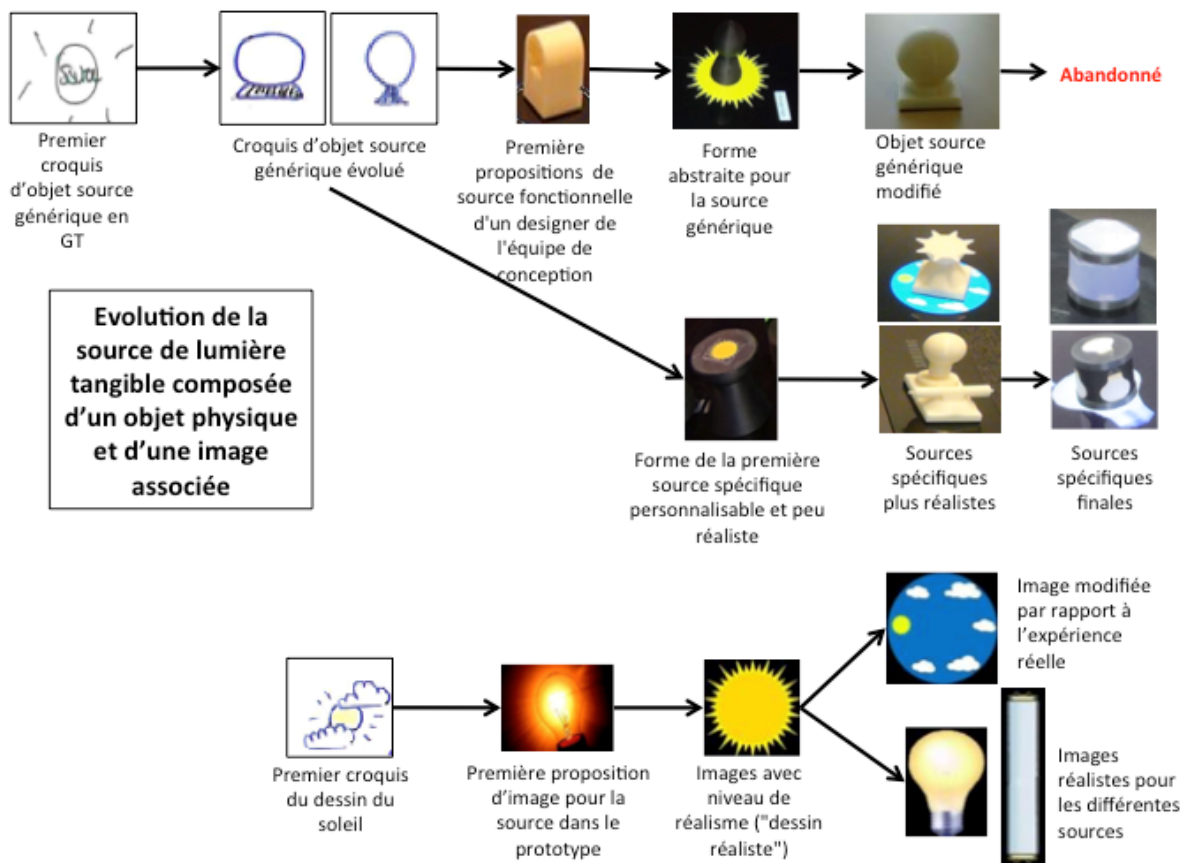 Premier
croquis
d'objet source
générique en
GT
Croquis d'objet source
générique évolué
Première
propositions de
source fonctionnelle
d'un designer de
l'équipe de
conception
Forme
abstraite pour
la source
générique
Objet source
générique
modifié
Abandonné
Evolution de la
source de lumière
tangible composée
d'un objet physique
et d'une image
associée
Forme de la première
source spécifique
personnalisable et peu
réaliste
Sources
spécifiques
plus réalistes
Sources
spécifiques
finales
Premier croquis
du dessin du
soleil
Première proposition
d'image pour la
source dans le
prototype
Images avec
niveau de
réalisme ("dessin
réaliste")
Image modifiée
par rapport à
l'expérience
réelle
Images
réalistes pour
les différentes
sources